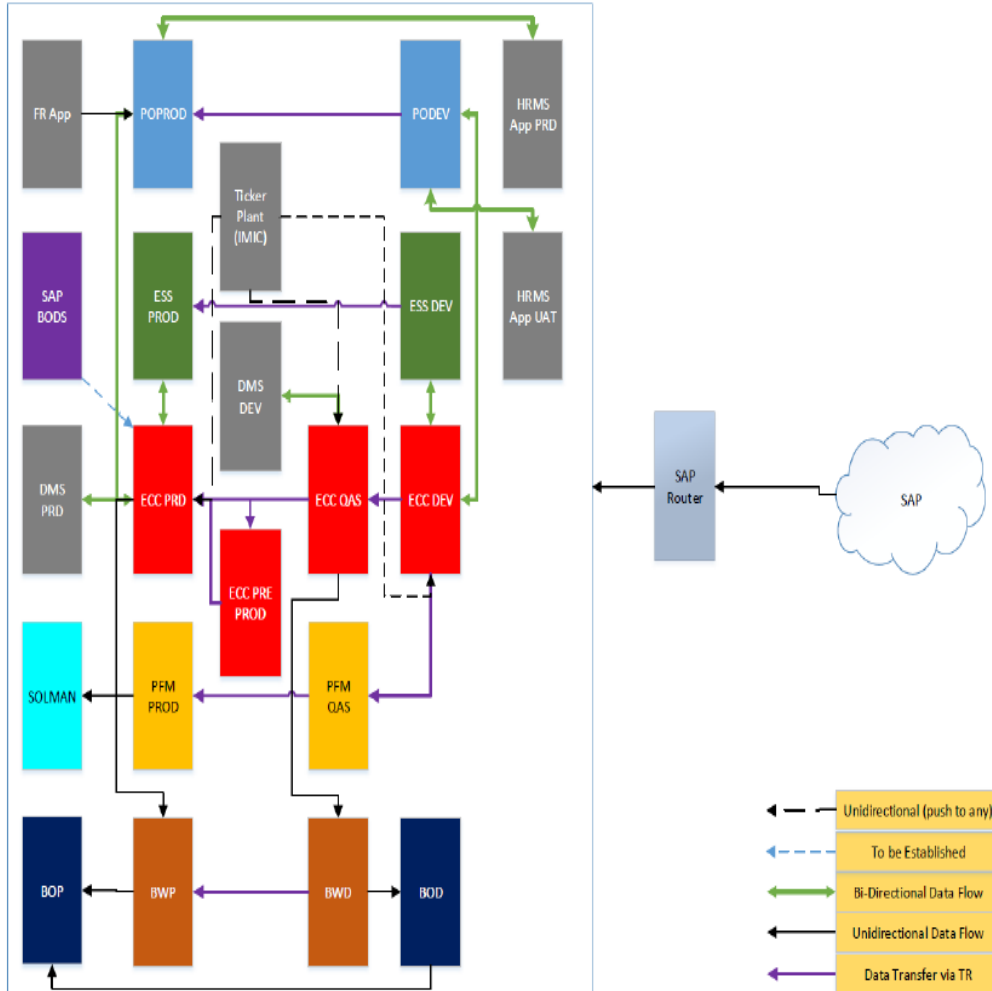 FR App
POPROD
PODEV
HRMS
App PRD
Ticker
Plant
(IMIC)
SAP
BODS
ESS
PROD
ESS DEV
HRMS
App UAT
DMS
DEV
DMS
PRD
ECC PRD
ECC QAS
ECC DEV
SAP
Router
SAP
ECC PRE
PROD
SOLMAN
PFM
PROD
PFM
QAS
BOP
BWP
BWD
BOD
Unidirectional (push to any)
To be Established
Bi-Directional Data Flow
Unidirectional Data Flow
Data Transfer via TR